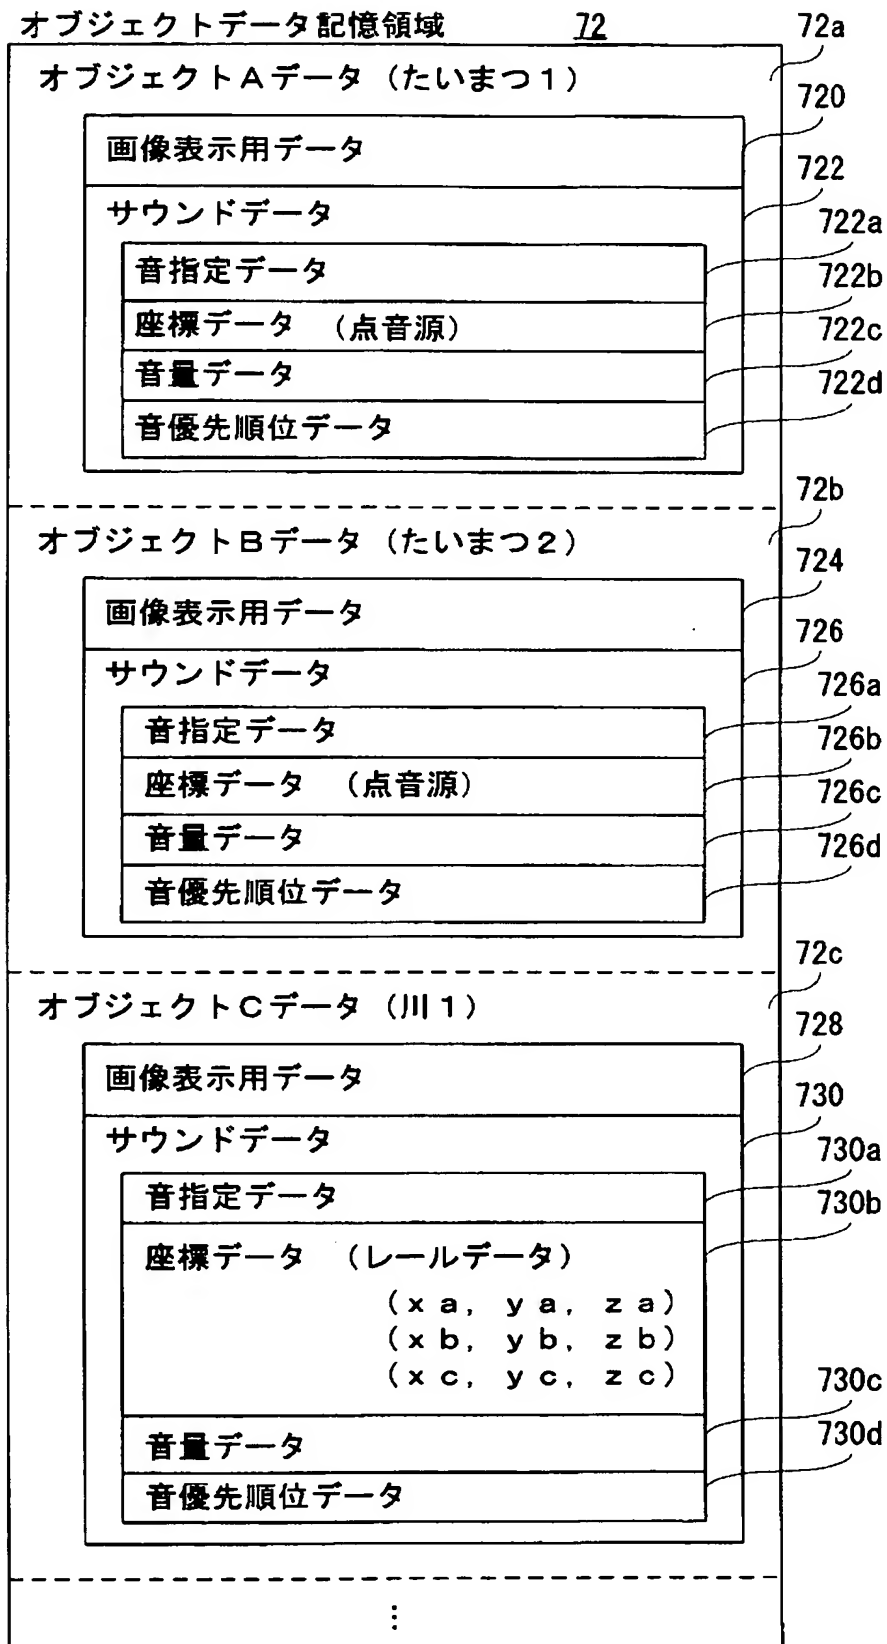 オブジェクトデータ記憶領域 72 72a
オブジェクトAデータ（たいまつ1）
720
画像表示用データ
722
サウンドデータ
722a
音指定データ
722b
座標データ （点音源）
722c
音量データ
722d
音優先順位データ
72b
オブジェクトBデータ（たいまつ2）
724
画像表示用データ
726
サウンドデータ
726a
音指定データ
726b
座標データ （点音源）
726c
音量データ
726d
音優先順位データ
72c
オブジェクトCデータ（川1）
728
画像表示用データ
730
サウンドデータ
730a
音指定データ
730b
座標データ （レールデータ）
(xa, ya, za)
(xb, yb, zb)
(xc, yc, zc)
730c
音量データ
730d
音優先順位データ
⋮